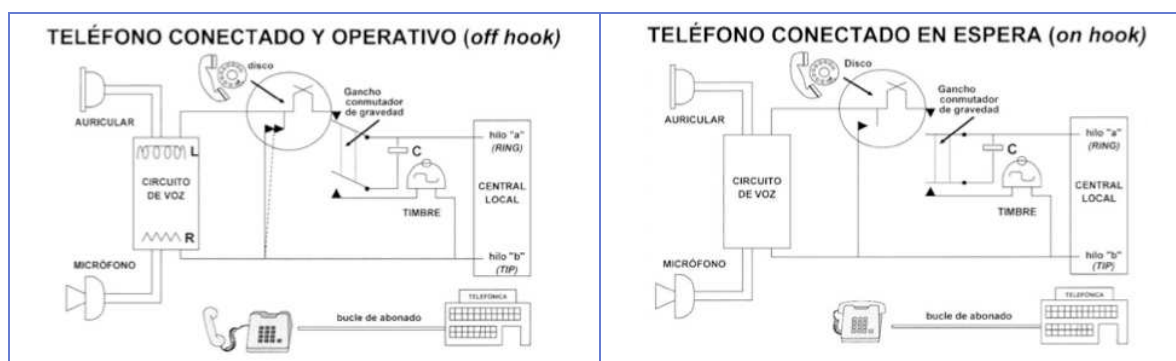 TELÉFONO CONECTADO Y OPERATIVO (off hook)
disco
Gancho
conmutador
de gravedad
AURICULAR
hilo "a"
(RING)
L
C
CIRCUITO
DE VOZ
CENTRAL
LOCAL
TIMBRE
R
hilo "b"
(TIP)
MICRÓFONO
TELEFÓNICA
bucle de abonado
TELÉFONO CONECTADO EN ESPERA (on hook)
Disco
Gancho
conmutador
de gravedad
AURICULAR
hilo "a"
(RING)
C
CIRCUITO
DE VOZ
CENTRAL
LOCAL
TIMBRE
hilo "b"
(TIP)
MICRÓFONO
TELEFÓNICA
bucle de abonado